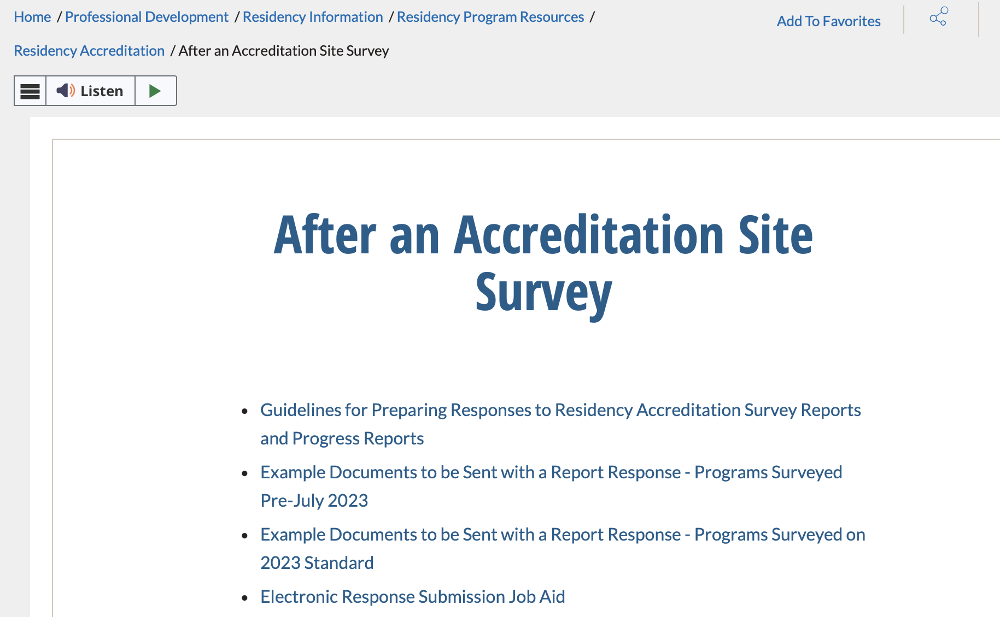 Home / Professional Development / Residency Information / Residency Program Resources /
Add To Favorites
Residency Accreditation / After an Accreditation Site Survey
Listen
After an Accreditation Site
Survey
• Guidelines for Preparing Responses to Residency Accreditation Survey Reports
and Progress Reports
• Example Documents to be Sent with a Report Response - Programs Surveyed
Pre-July 2023
• Example Documents to be Sent with a Report Response - Programs Surveyed on
2023 Standard
• Electronic Response Submission Job Aid